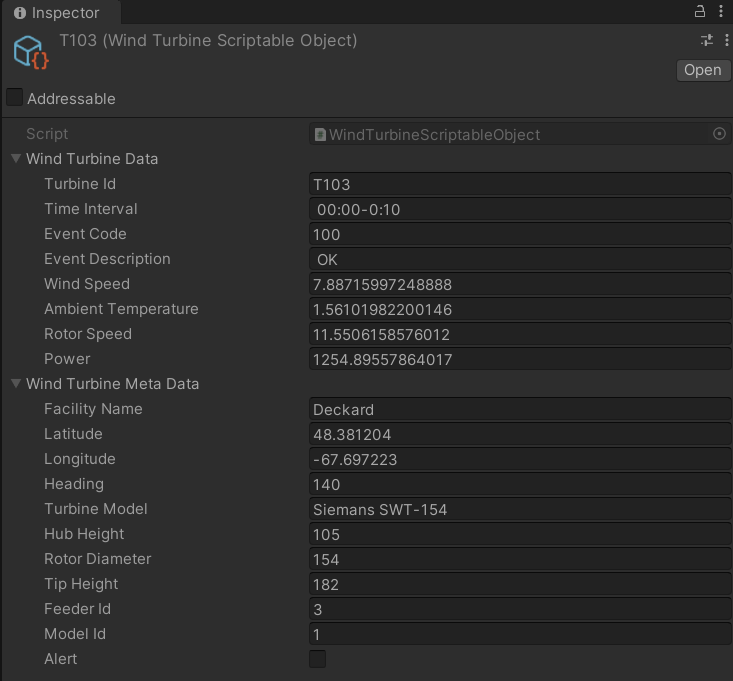 Inspector
T103 (Wind Turbine Scriptable Object)
Open
Addressable
Script WindTurbineScriptableObject
Wind Turbine Data
Turbine Id T103
Time Interval 00:00-0:10
Event Code 100
Event Description OK
Wind Speed 7.88715997248888
Ambient Temperature 1.56101982200146
Rotor Speed 11.5506158576012
Power 1254.89557864017
Wind Turbine Meta Data
Facility Name Deckard
Latitude 48.381204
Longitude -67.697223
Heading 140
Turbine Model Siemans SWT-154
Hub Height 105
Rotor Diameter 154
Tip Height 182
Feeder Id 3
Model Id 1
Alert